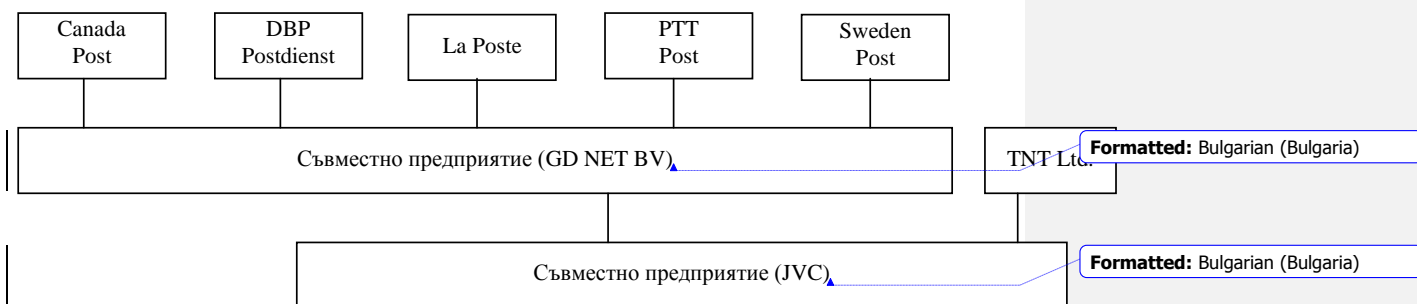 Canada
Post
DBP
Postdienst
La Poste
PTT
Post
Sweden
Post
Съвместно предприятие (GD NET BV)
TNT Ltd.
Formatted: Bulgarian (Bulgaria)
Съвместно предприятие (JVC)
Formatted: Bulgarian (Bulgaria)